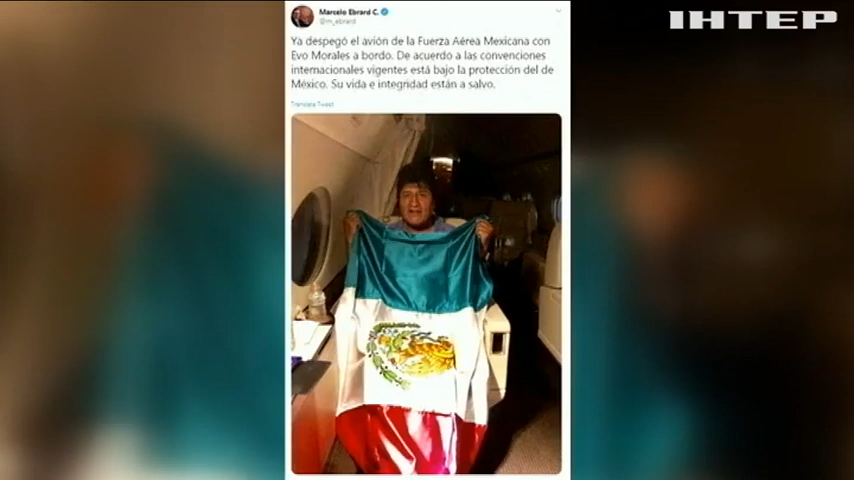 Marcelo Ebrard C.
@m_ebrard
ІНТЕР
Ya despegó el avión de la Fuerza Aérea Mexicana con
Evo Morales a bordo. De acuerdo a las convenciones
internacionales vigentes está bajo la protección del de
México. Su vida e integridad están a salvo.
Translate Tweet